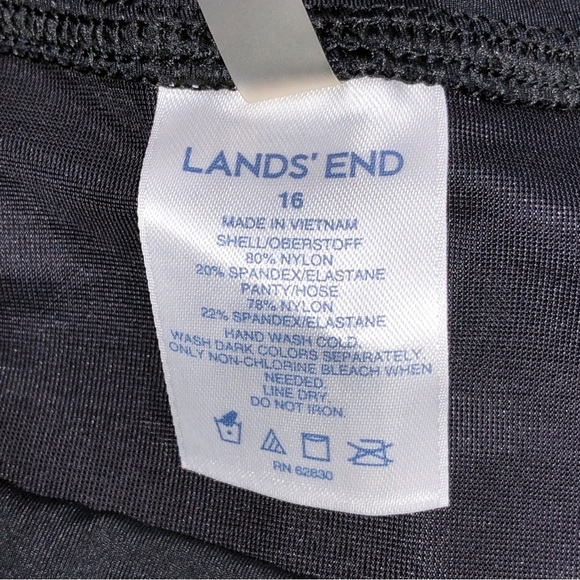 LANDS' END
16
MADE IN VIETNAM
SHELL/OBERSTOFF
80% NYLON
20% SPANDEX/ELASTANE
PANTY/HOSE
78% NYLON
22% SPANDEX/ELASTANE
HAND WASH COLD.
WASH DARK COLORS SEPARATELY.
ONLY NON-CHLORINE BLEACH WHEN
NEEDED.
LINE DRY.
DO NOT IRON.
RN 62830